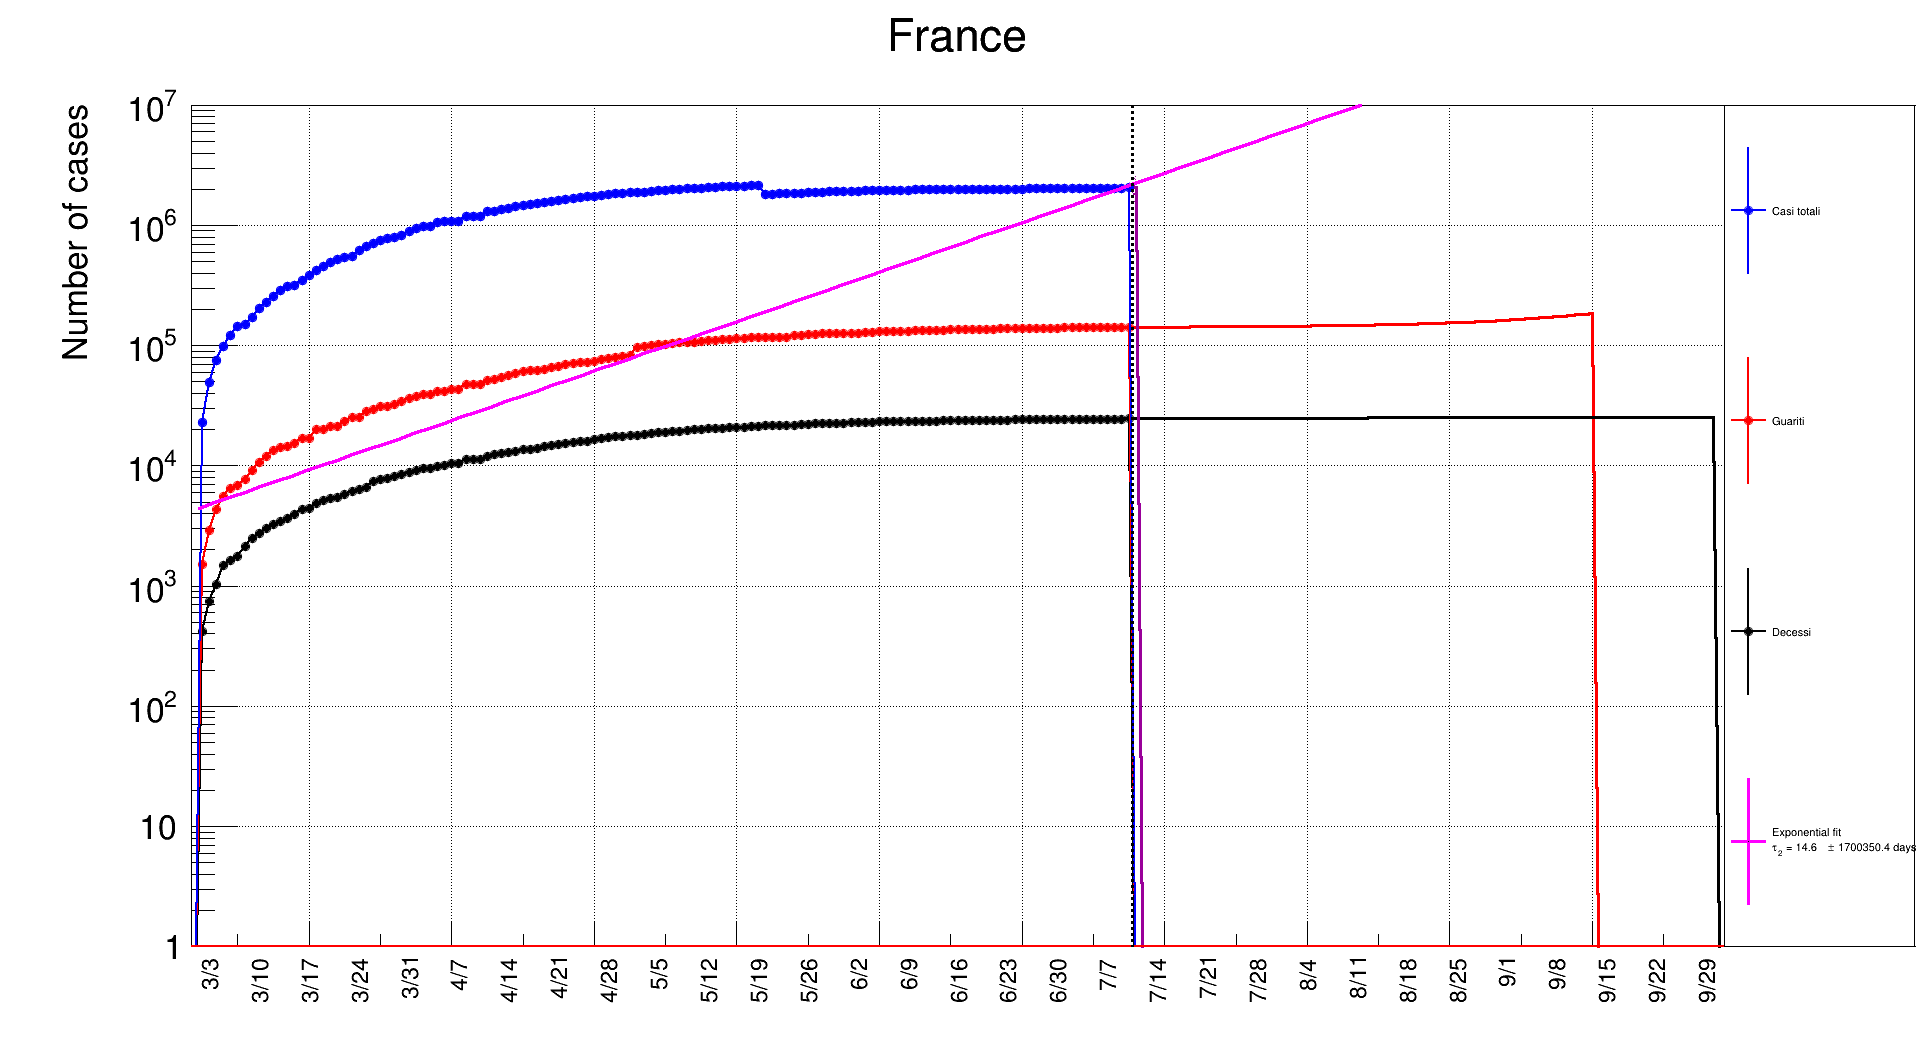 France
Number of cases
10^7
10^6
10^5
10^4
10^3
10^2
10
1
3/3 3/10 3/17 3/24 3/31 4/7 4/14 4/21 4/28 5/5 5/12 5/19 5/26 6/2 6/9 6/16 6/23 6/30 7/7 7/14 7/21 7/28 8/4 8/11 8/18 8/25 9/1 9/8 9/15 9/22 9/29
Casi totali
Guariti
Decessi
Exponential fit
τ_2 = 14.6 ± 1700350.4 days